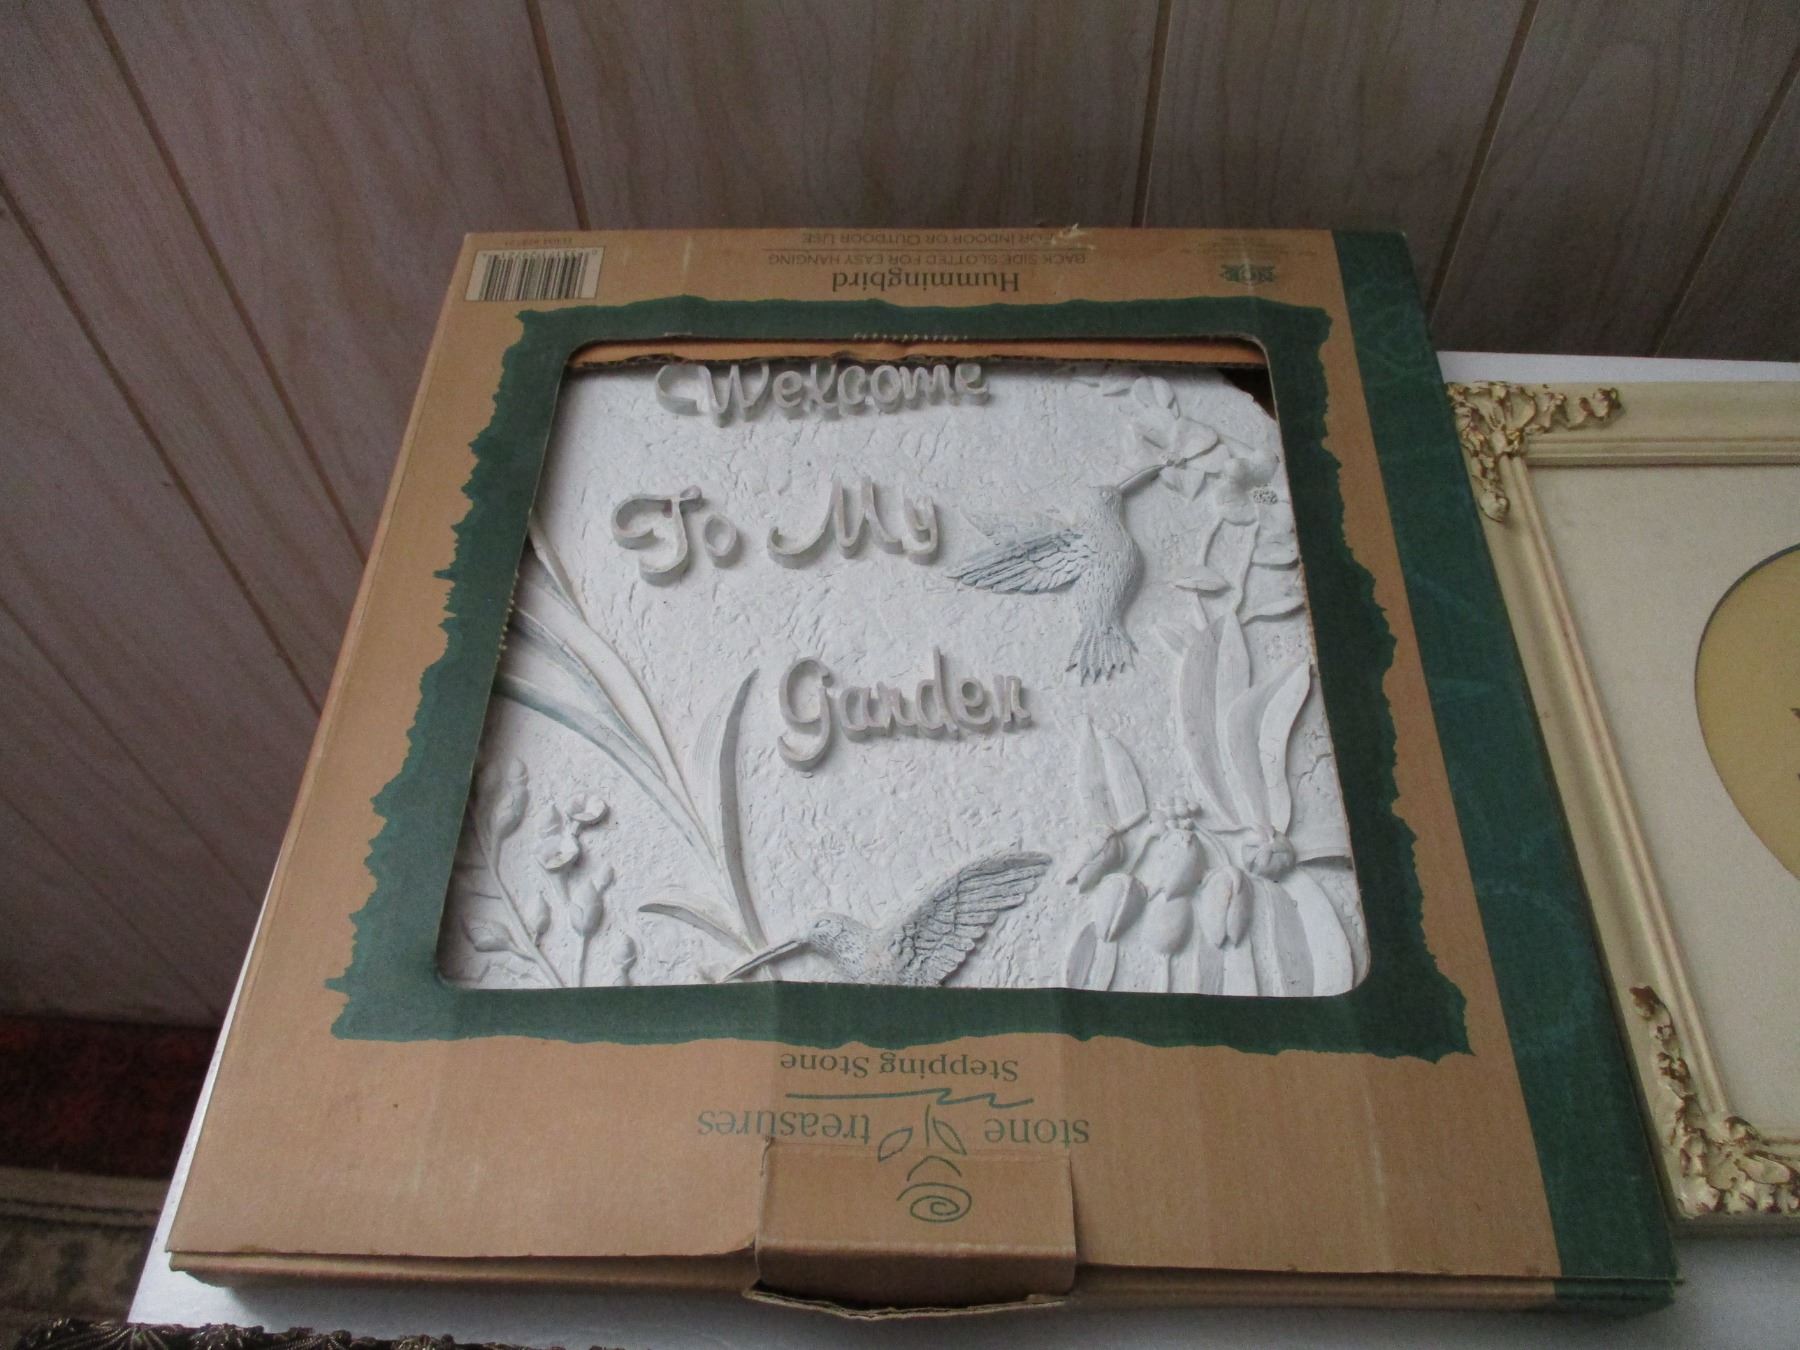 Welcome
To My
Garden
stone treasures
Stepping Stone
Hummingbird
BACK SIDE SLOTTED FOR EASY HANGING
FOR INDOOR OR OUTDOOR USE